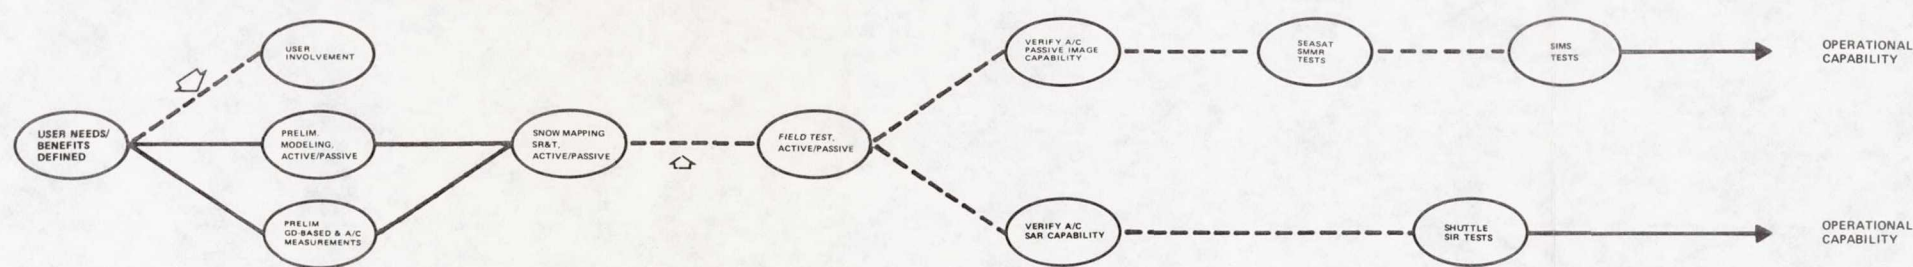 USER NEEDS/
BENEFITS
DEFINED
USER
INVOLVEMENT
PRELIM.
MODELING,
ACTIVE/PASSIVE
PRELIM
GD-BASED & A/C
MEASUREMENTS
SNOW MAPPING
SR&T,
ACTIVE/PASSIVE
FIELD TEST,
ACTIVE/PASSIVE
VERIFY A/C
PASSIVE IMAGE
CAPABILITY
SEASAT
SMMR
TESTS
SIMS
TESTS
OPERATIONAL
CAPABILITY
VERIFY A/C
SAR CAPABILITY
SHUTTLE
SIR TESTS
OPERATIONAL
CAPABILITY